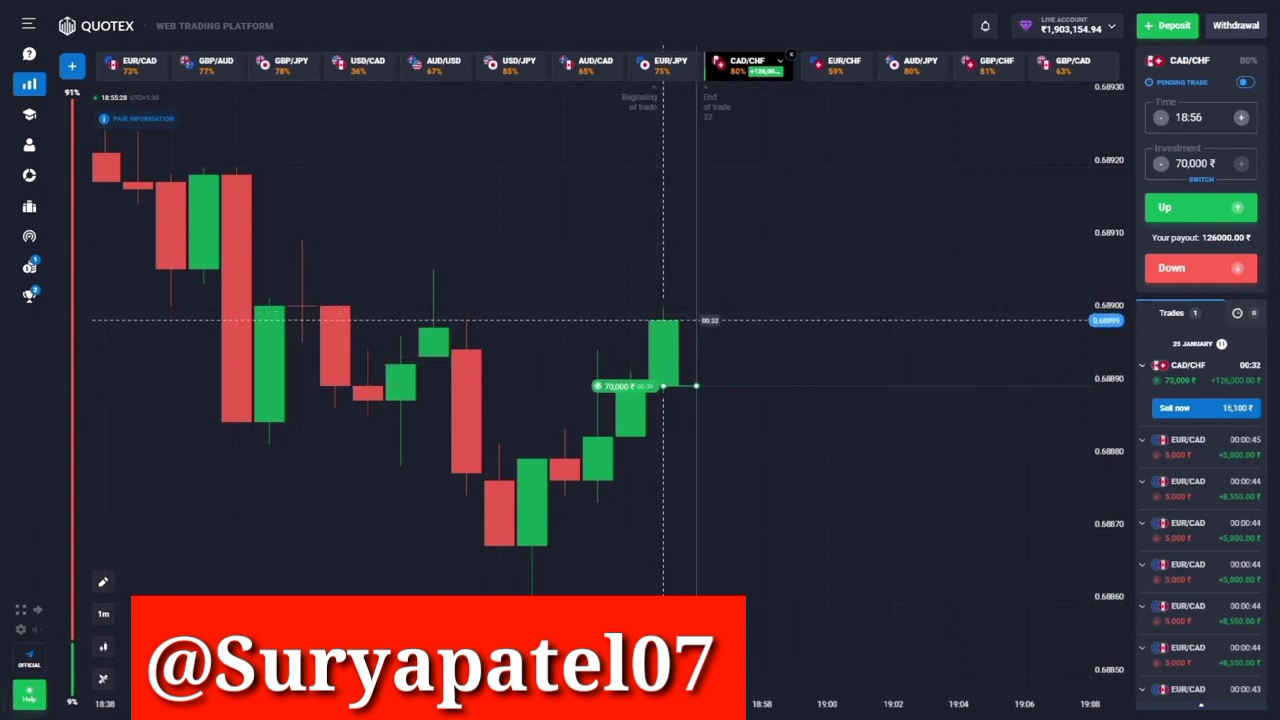 QUOTEX
WEB TRADING PLATFORM
LIVE ACCOUNT
₹1,903,154.94
+ Deposit
Withdrawal
+
EUR/CAD
73%
GBP/AUD
77%
GBP/JPY
78%
USD/CAD
36%
AUD/USD
67%
USD/JPY
85%
AUD/CAD
65%
EUR/JPY
75%
CAD/CHF
80% +126,00...
EUR/CHF
59%
AUD/JPY
80%
GBP/CHF
81%
GBP/CAD
63%
91%
18:55:28 UTC+5:30
PAIR INFORMATION
Beginning
of trade
End
of trade
32
0.68930
0.68920
0.68910
0.68900
0.68899
0.68890
0.68880
0.68870
0.68860
0.68850
00:32
70,000 ₹
CAD/CHF
80%
PENDING TRADE
Time
- 18:56 +
Investment
- 70,000 ₹ +
SWITCH
Up
Your payout: 126000.00 ₹
Down
Trades 1
0
25 JANUARY 11
CAD/CHF 00:32
70,000 ₹ +126,000.00 ₹
Sell now 16,100 ₹
EUR/CAD 00:00:45
5,000 ₹ +5,000.00 ₹
EUR/CAD 00:00:44
5,000 ₹ +8,550.00 ₹
EUR/CAD 00:00:44
5,000 ₹ +5,000.00 ₹
EUR/CAD 00:00:44
5,000 ₹ +5,000.00 ₹
EUR/CAD 00:00:44
5,000 ₹ +8,550.00 ₹
EUR/CAD 00:00:44
5,000 ₹ +5,000.00 ₹
EUR/CAD 00:00:43
1
2
1m
OFFICIAL
Help
9%
18:38
18:58
19:00
19:02
19:04
19:06
19:08
@Suryapatel07